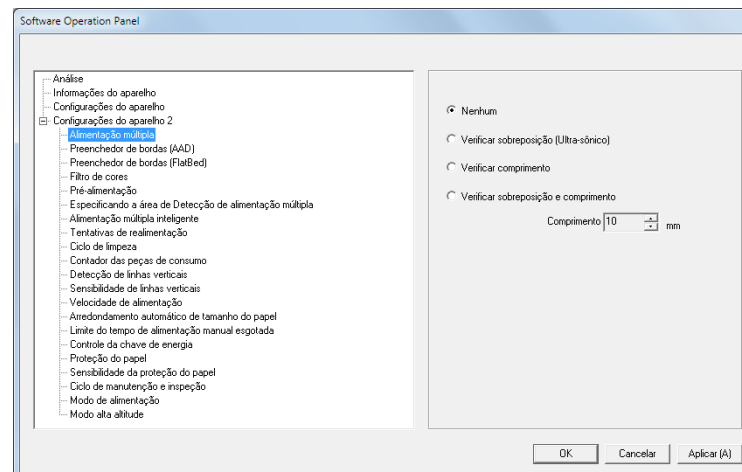 Software Operation Panel
Análise
Informações do aparelho
Configurações do aparelho
Configurações do aparelho 2
Alimentação múltipla
Preenchedor de bordas (AAD)
Preenchedor de bordas (FlatBed)
Filtro de cores
Pré-alimentação
Especificando a área de Detecção de alimentação múltipla
Alimentação múltipla inteligente
Tentativas de realimentação
Ciclo de limpeza
Contador das peças de consumo
Detecção de linhas verticais
Sensibilidade de linhas verticais
Velocidade de alimentação
Arredondamento automático de tamanho do papel
Limite do tempo de alimentação manual esgotada
Controle da chave de energia
Proteção do papel
Sensibilidade da proteção do papel
Ciclo de manutenção e inspeção
Modo de alimentação
Modo alta altitude
Nenhum
Verificar sobreposição (Ultra-sônico)
Verificar comprimento
Verificar sobreposição e comprimento
Comprimento 10 mm
OK Cancelar Aplicar (A)